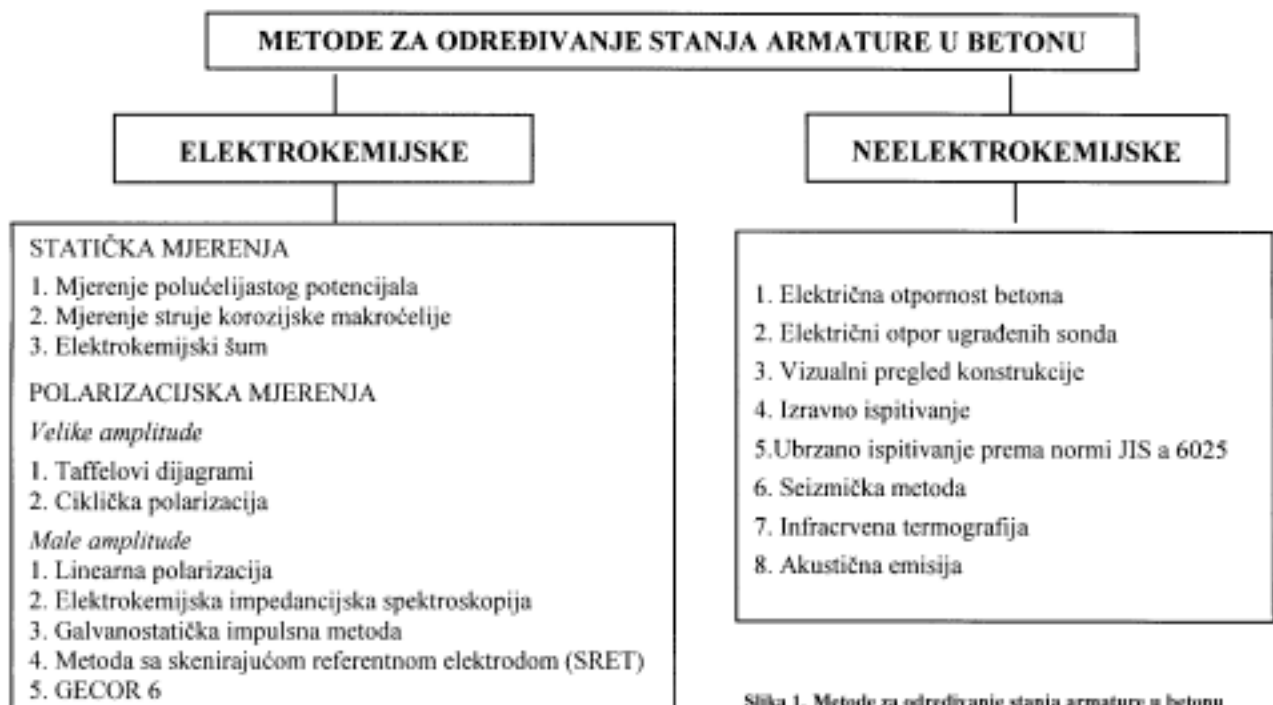 METODE ZA ODREĐIVANJE STANJA ARMATURE U BETONU
ELEKTROKEMIJSKE
NEELEKTROKEMIJSKE
STATIČKA MJERENJA
1. Mjerenje polućelijastog potencijala
2. Mjerenje struje korozijske makroćelije
3. Elektrokemijski šum
POLARIZACIJSKA MJERENJA
Velike amplitude
1. Taffelovi dijagrami
2. Ciklička polarizacija
Male amplitude
1. Linearna polarizacija
2. Elektrokemijska impedancijska spektroskopija
3. Galvanostatička impulsna metoda
4. Metoda sa skenirajućom referentnom elektrodom (SRET)
5. GECOR 6
1. Električna otpornost betona
2. Električni otpor ugrađenih sonda
3. Vizualni pregled konstrukcije
4. Izravno ispitivanje
5.Ubrzano ispitivanje prema normi JIS a 6025
6. Seizmička metoda
7. Infracrvena termografija
8. Akustična emisija
Slika 1. Metode za određivanje stanja armature u betonu